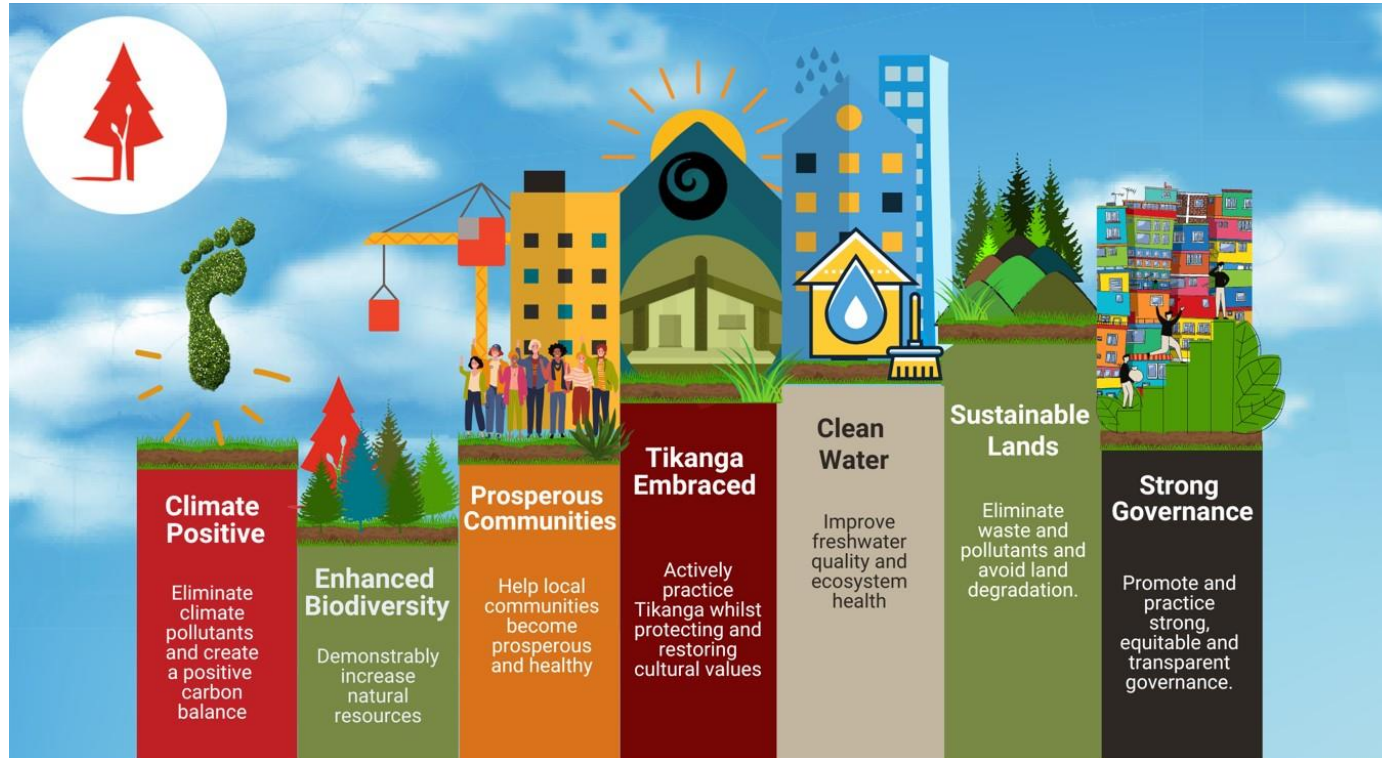 Climate
Positive
Eliminate
climate
pollutants
and create
a positive
carbon
balance
Enhanced
Biodiversity
Demonstrably
increase
natural
resources
Prosperous
Communities
Help local
communities
become
prosperous
and healthy
Tikanga
Embraced
Actively
practice
Tikanga whilst
protecting and
restoring
cultural values
Clean
Water
Improve
freshwater
quality and
ecosystem
health
Sustainable
Lands
Eliminate
waste and
pollutants and
avoid land
degradation.
Strong
Governance
Promote and
practice
strong,
equitable and
transparent
governance.